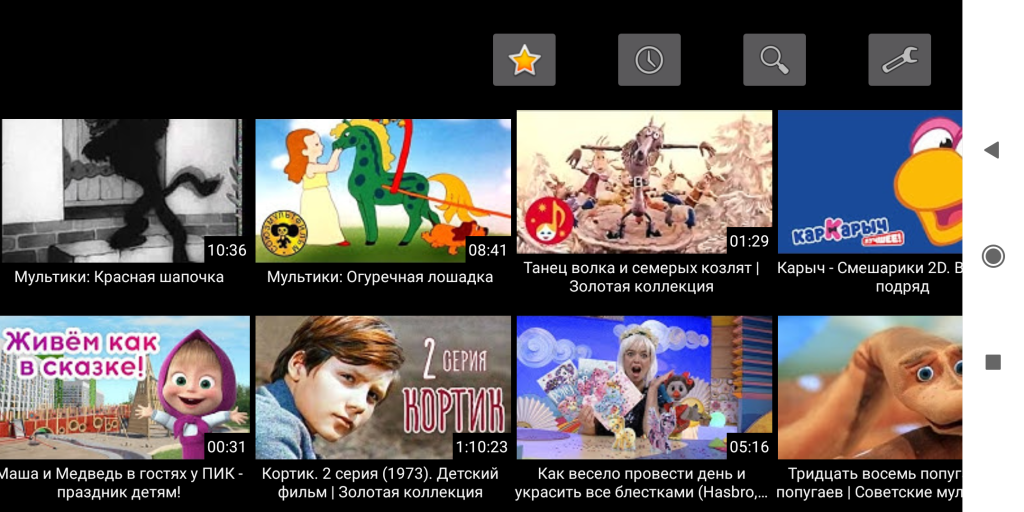 10:36
08:41
01:29
Мультики: Красная шапочка
Мультики: Огуречная лошадка
Танец волка и семерых козлят |
Золотая коллекция
КАРКАРЫЧ
ЛУЧШЕЕ!
Карыч - Смешарики 2D. В
подряд
Живём как
в сказке!
00:31
2 СЕРИЯ
КОРТИК
1:10:23
05:16
Маша и Медведь в гостях у ПИК -
праздник детям!
Кортик. 2 серия (1973). Детский
фильм | Золотая коллекция
Как весело провести день и
украсить все блестками (Hasbro,...
Тридцать восемь попуг
попугаев | Советские мул